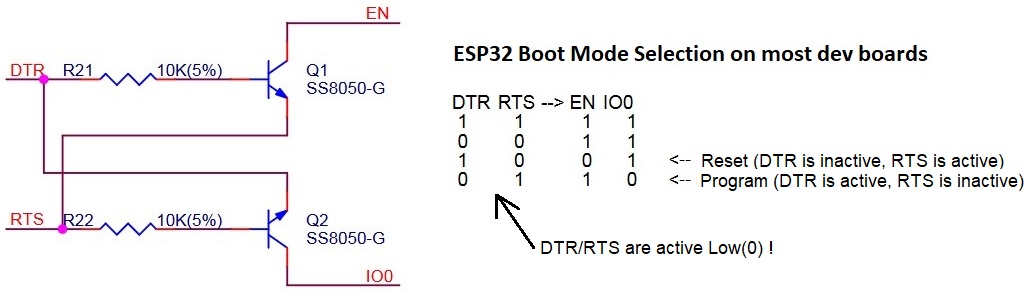 EN
DTR R21 10K(5%) Q1
SS8050-G
RTS R22 10K(5%) Q2
SS8050-G
IO0
ESP32 Boot Mode Selection on most dev boards
DTR RTS --> EN IO0
1 1 1 1
0 0 1 1
1 0 0 1 <-- Reset (DTR is inactive, RTS is active)
0 1 1 0 <-- Program (DTR is active, RTS is inactive)
DTR/RTS are active Low(0) !